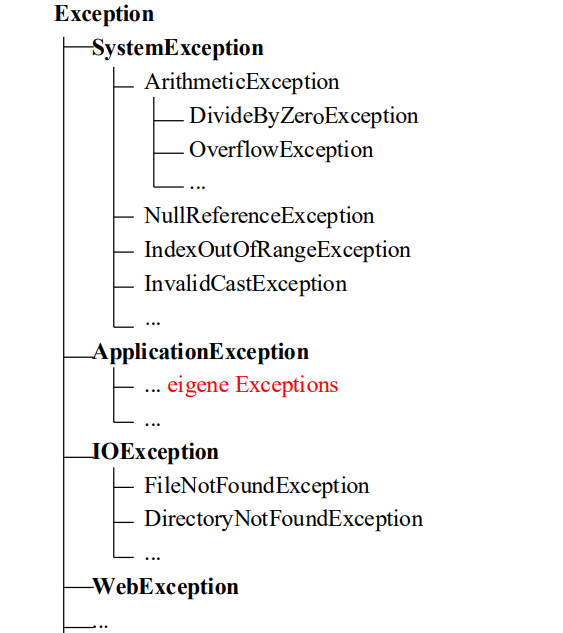 Exception
SystemException
ArithmeticException
DivideByZeroException
OverflowException
...
NullReferenceException
IndexOutOfRangeException
InvalidCastException
...
ApplicationException
... eigene Exceptions
...
IOException
FileNotFoundException
DirectoryNotFoundException
...
WebException
...